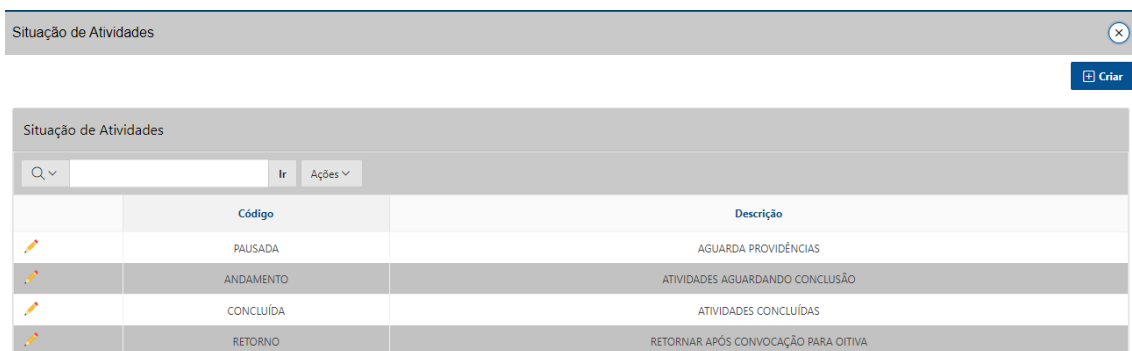 Situação de Atividades
Criar
Situação de Atividades
Ir Ações
Código Descrição
PAUSADA AGUARDA PROVIDÊNCIAS
ANDAMENTO ATIVIDADES AGUARDANDO CONCLUSÃO
CONCLUÍDA ATIVIDADES CONCLUÍDAS
RETORNO RETORNAR APÓS CONVOCAÇÃO PARA OITIVA